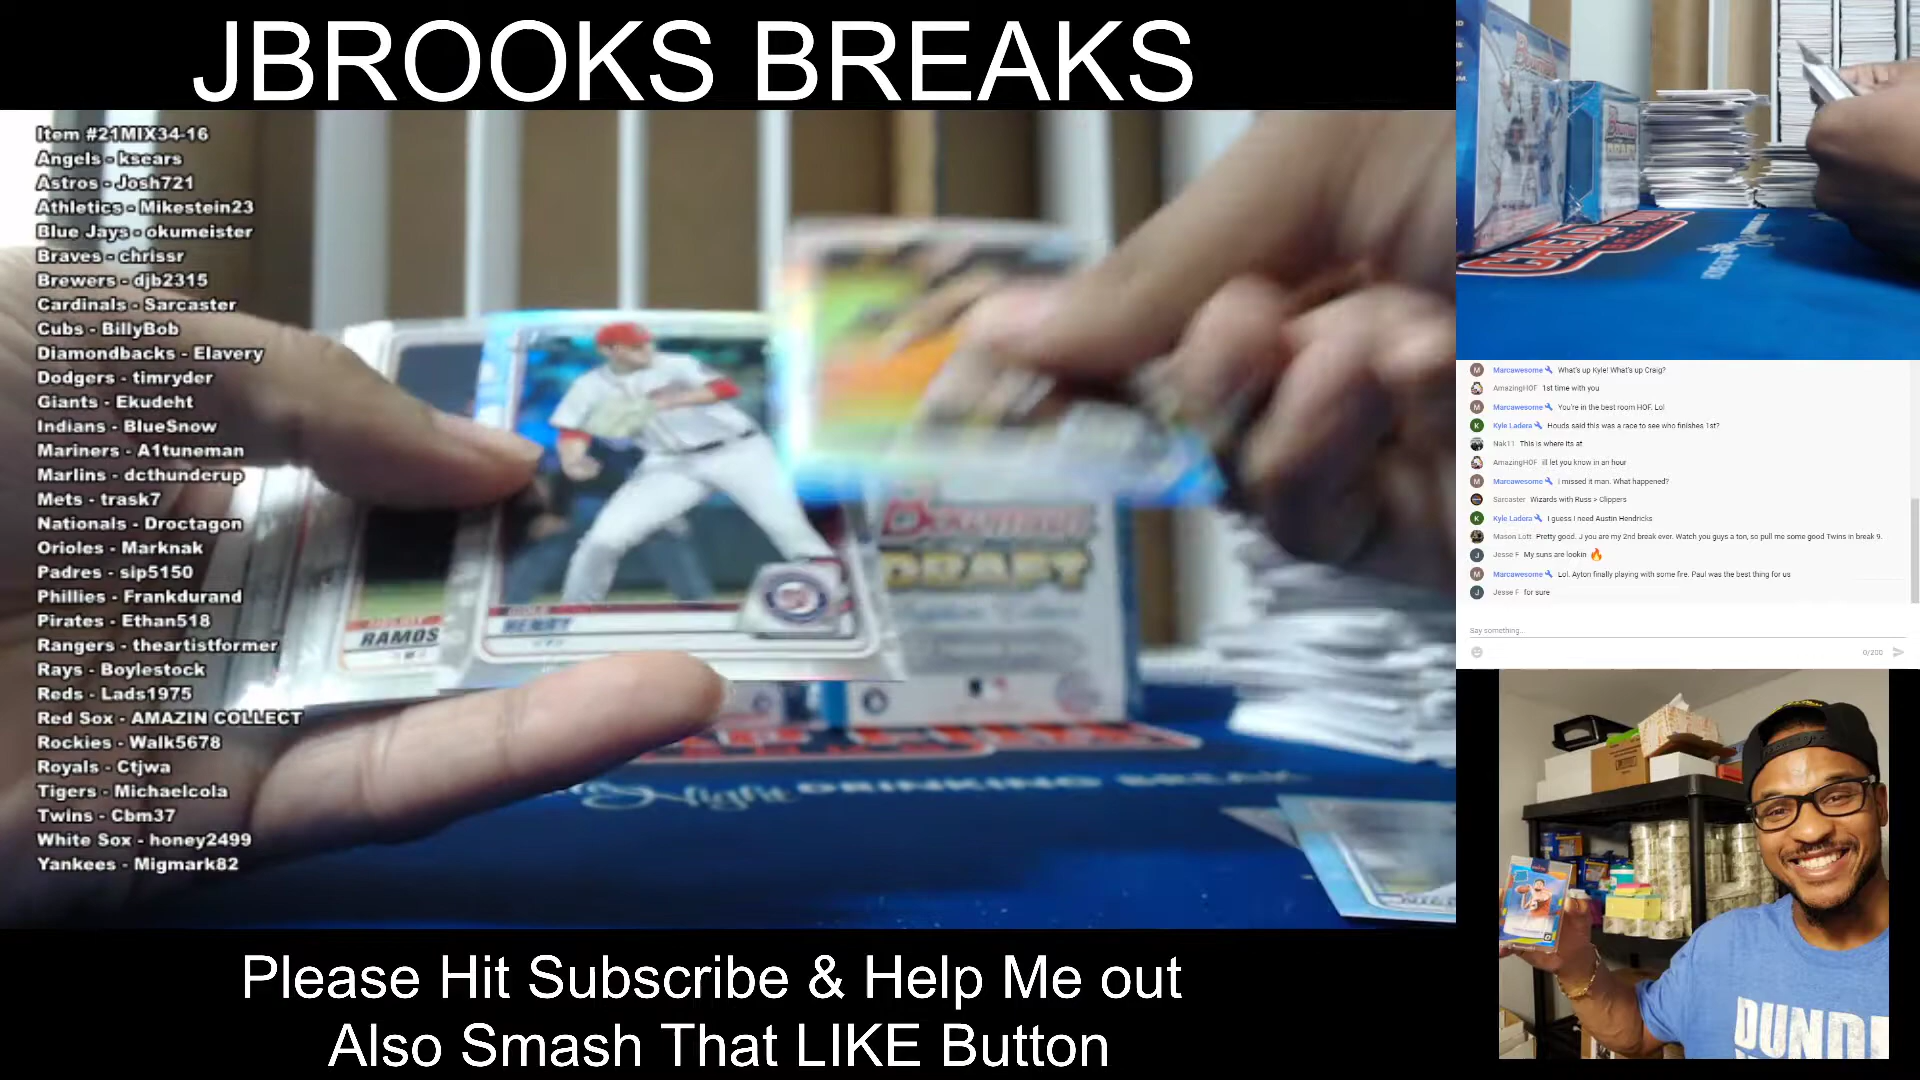 JBROOKS BREAKS
Item #21MIX34-16
Angels - ksears
Astros - Josh721
Athletics - Mikestein23
Blue Jays - okumeister
Braves - chrissr
Brewers - djb2315
Cardinals - Sarcaster
Cubs - BillyBob
Diamondbacks - Elavery
Dodgers - timryder
Giants - Ekudeht
Indians - BlueSnow
Mariners - A1tuneman
Marlins - dcthunderup
Mets - trask7
Nationals - Droctagon
Orioles - Marknak
Padres - sip5150
Phillies - Frankdurand
Pirates - Ethan518
Rangers - theartistformer
Rays - Boylestock
Reds - Lads1975
Red Sox - AMAZIN COLLECT
Rockies - Walk5678
Royals - Ctjwa
Tigers - Michaelcola
Twins - Cbm37
White Sox - honey2499
Yankees - Migmark82
RAMOS
HENRY
Bowman
DRAFT
Night DRINKING BREAK
Please Hit Subscribe & Help Me out
Also Smash That LIKE Button
Bowman
DRAFT
Marcawesome What's up Kyle! What's up Craig?
AmazingHOF 1st time with you
Marcawesome You're in the best room HOF. Lol
Kyle Ladera Houds said this was a race to see who finishes 1st?
Nak11 This is where its at
AmazingHOF ill let you know in an hour
Marcawesome I missed it man. What happened?
Sarcaster Wizards with Russ > Clippers
Kyle Ladera I guess I need Austin Hendricks
Mason Lott Pretty good. J you are my 2nd break ever. Watch you guys a ton, so pull me some good Twins in break 9.
Jesse F My suns are lookin 🔥
Marcawesome Lol. Ayton finally playing with some fire. Paul was the best thing for us
Jesse F for sure
Say something...
0/200